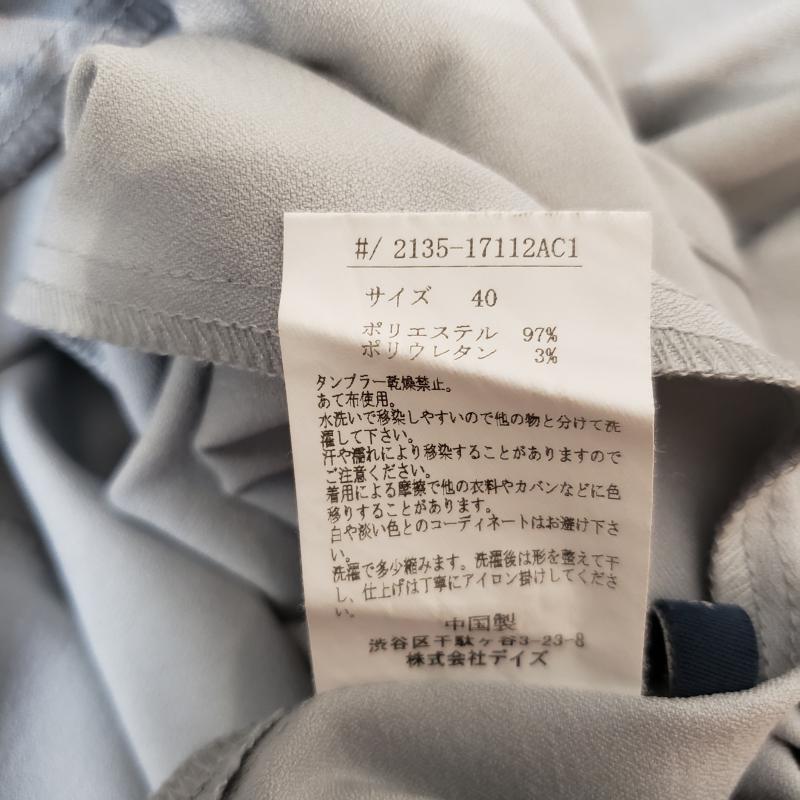 #/ 2135-17112AC1
サイズ 40
ポリエステル 97%
ポリウレタン 3%
タンブラー乾燥禁止。
あて布使用。
水洗いで移染しやすいので他の物と分けて洗
濯して下さい。
汗や濡れにより移染することがありますので
ご注意ください。
着用による摩擦で他の衣料やカバンなどに色
移りすることがあります。
白や淡い色とのコーディネートはお避け下さ
い。
洗濯で多少縮みます。洗濯後は形を整えて干
し、仕上げは丁寧にアイロン掛けしてくださ
い。
中国製
渋谷区千駄ヶ谷3-23-8
株式会社デイズ